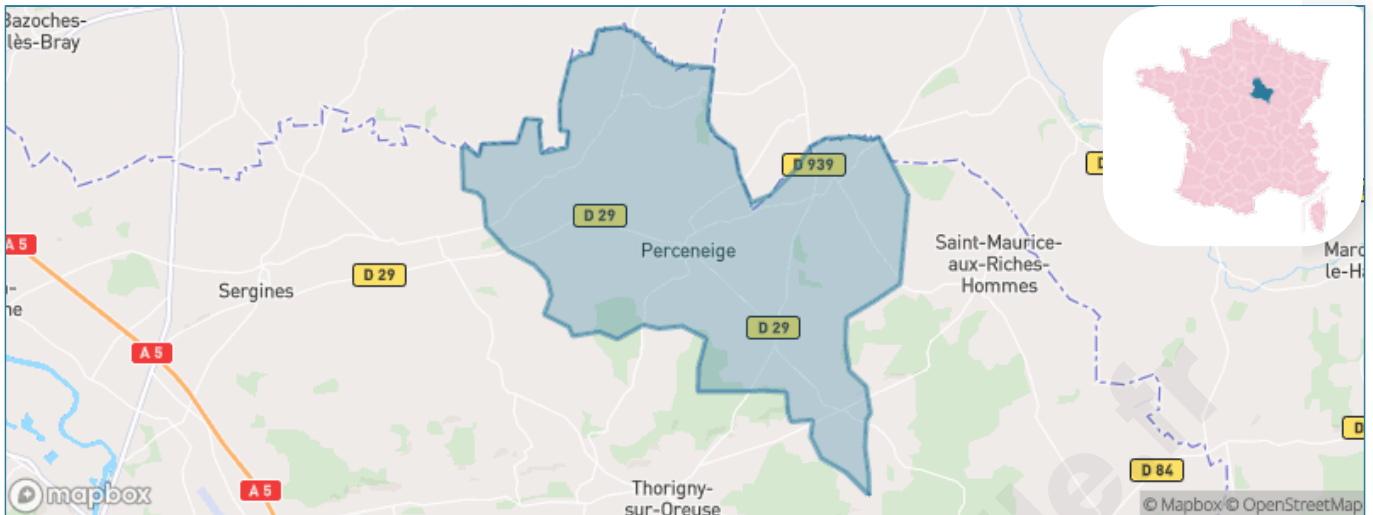 Bazoches-
lès-Bray
D 939
D 29
Perceneige
Saint-Maurice-
aux-Riches-
Hommes
A 5
D 29
Sergines
D 29
A 5
D 84
A 5
Thorigny-
sur-Oreuse
mapbox
© Mapbox © OpenStreetMap